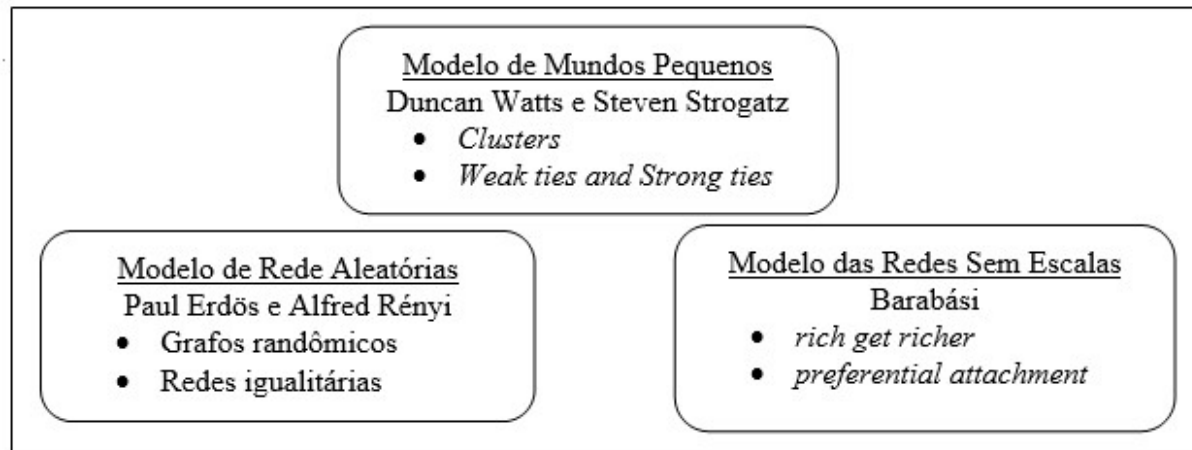 Modelo de Mundos Pequenos
Duncan Watts e Steven Strogatz
• Clusters
• Weak ties and Strong ties
Modelo de Rede Aleatórias
Paul Erdös e Alfred Rényi
• Grafos randômicos
• Redes igualitárias
Modelo das Redes Sem Escalas
Barabási
• rich get richer
• preferential attachment